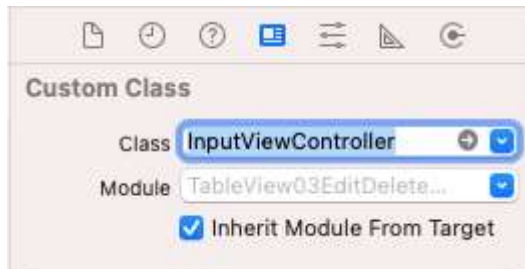 Custom Class
Class InputViewController
Module TableView03EditDelete...
Inherit Module From Target